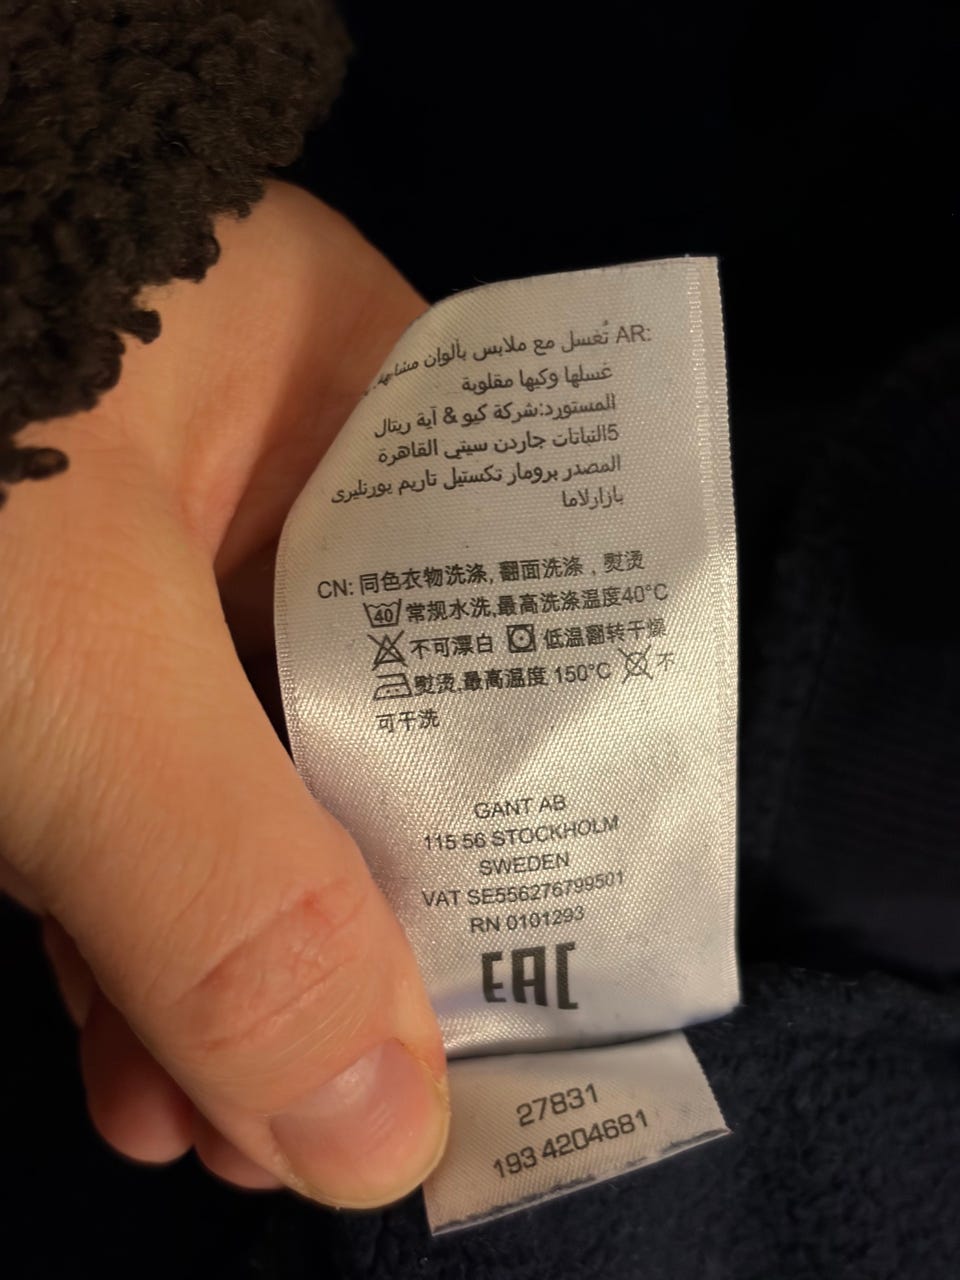 AR: تُغسل مع ملابس بألوان مشابهة
غسلها وكيها مقلوبة
المستورد:شركة كيو & آية ريتال
5النباتات جاردن سيتي القاهرة
المصدر برومار تكستيل تاريم يورنليرى
بازارلاما
CN: 同色衣物洗涤, 翻面洗涤 , 熨烫
40 常规水洗,最高洗涤温度40°C
不可漂白 低温翻转干燥
熨烫,最高温度 150°C 不
可干洗
GANT AB
115 56 STOCKHOLM
SWEDEN
VAT SE556276799501
RN 0101293
EAC
27831
193 4204681